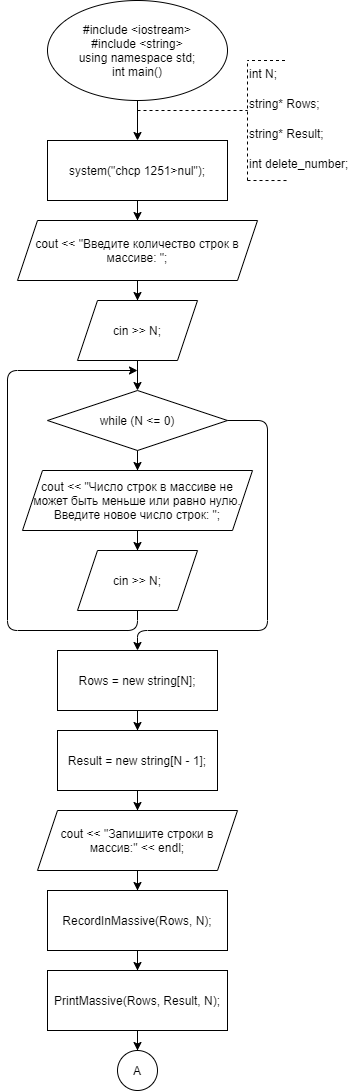 #include <iostream>
#include <string>
using namespace std;
int main()
int N;
string* Rows;
string* Result;
int delete_number;
system("chcp 1251>nul");
cout << "Введите количество строк в
массиве: ";
cin >> N;
while (N <= 0)
cout << "Число строк в массиве не
может быть меньше или равно нулю.
Введите новое число строк: ";
cin >> N;
Rows = new string[N];
Result = new string[N - 1];
cout << "Запишите строки в
массив:" << endl;
RecordInMassive(Rows, N);
PrintMassive(Rows, Result, N);
A